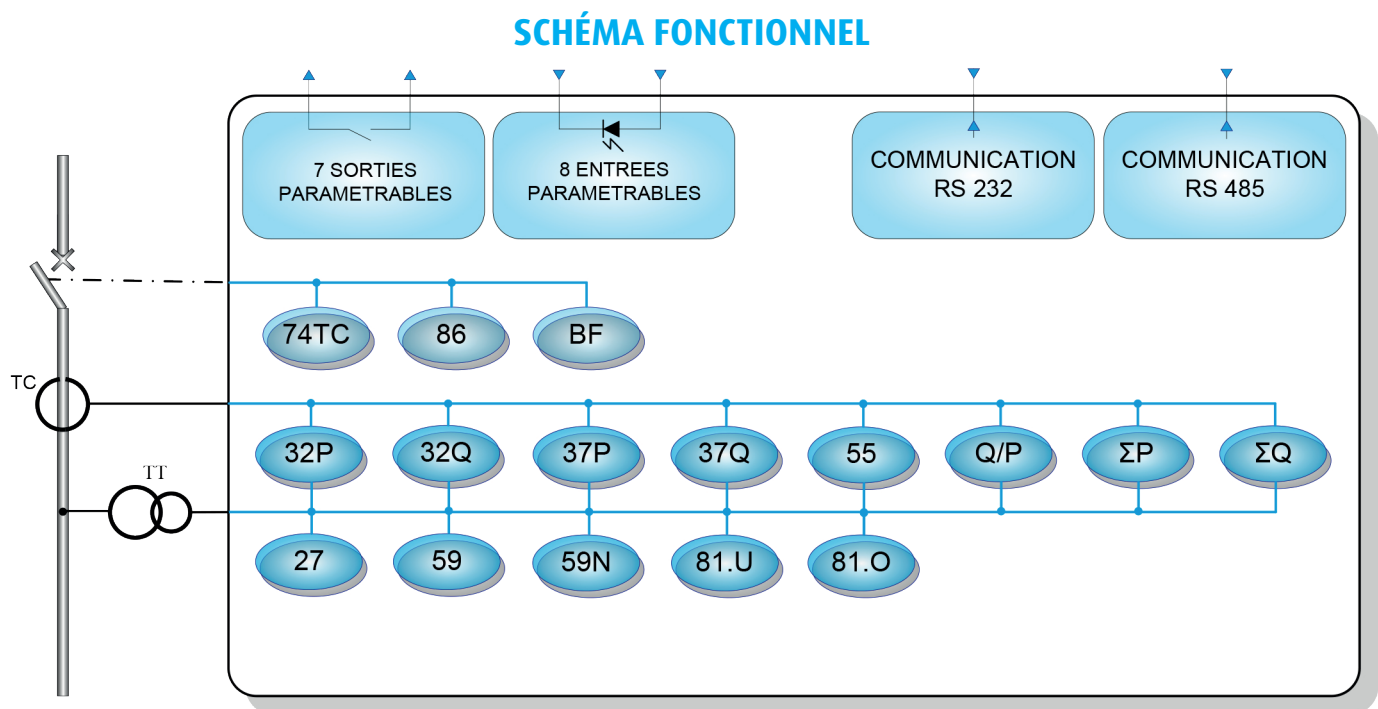 SCHÉMA FONCTIONNEL
7 SORTIES
PARAMETRABLES
8 ENTREES
PARAMETRABLES
COMMUNICATION
RS 232
COMMUNICATION
RS 485
74TC
86
BF
TC
32P
32Q
37P
37Q
55
Q/P
ΣP
ΣQ
TT
27
59
59N
81.U
81.O